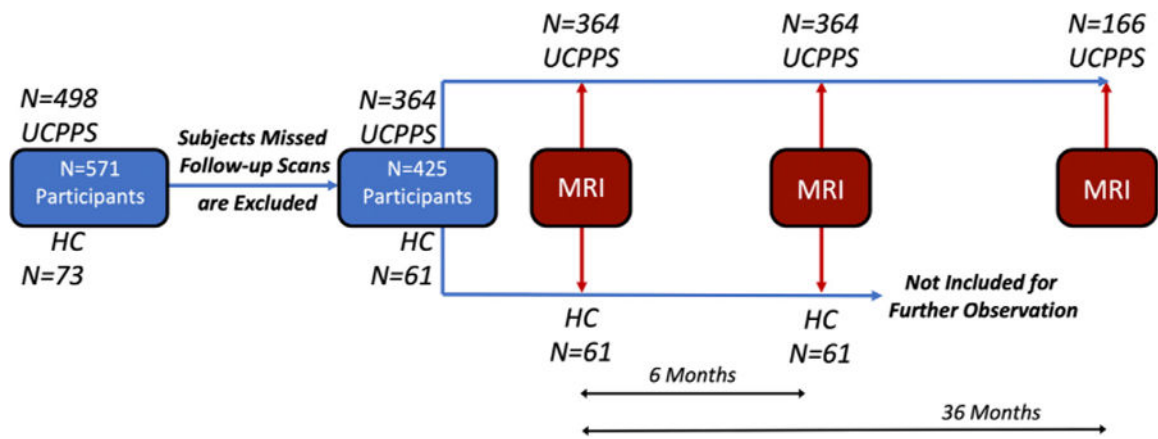 N=498
UCPPS
N=571
Participants
HC
N=73
Subjects Missed
Follow-up Scans
are Excluded
N=364
UCPPS
N=425
Participants
HC
N=61
N=364
UCPPS
MRI
HC
N=61
N=364
UCPPS
MRI
HC
N=61
N=166
UCPPS
MRI
Not Included for
Further Observation
6 Months
36 Months